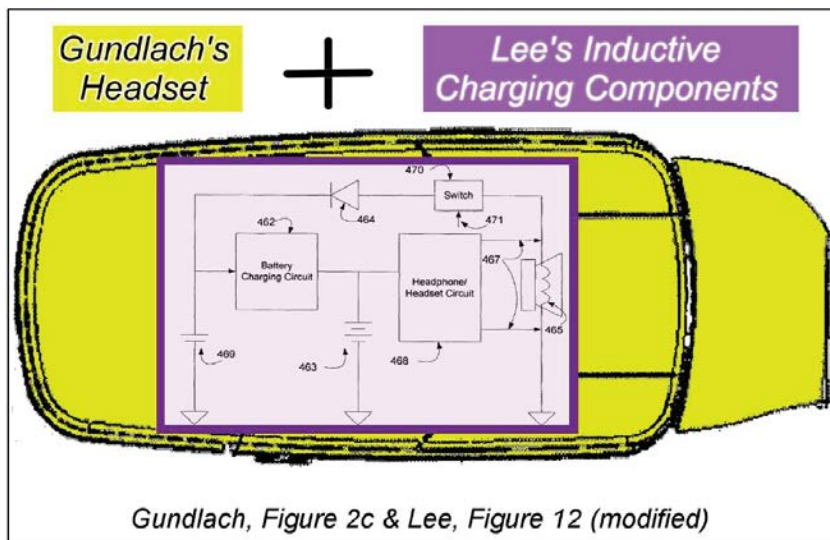 Gundlach's
Headset
+
Lee's Inductive
Charging Components
470
Switch
464
471
462
467
Battery
Charging Circuit
Headphone/
Headset Circuit
465
469
463
468
Gundlach, Figure 2c & Lee, Figure 12 (modified)